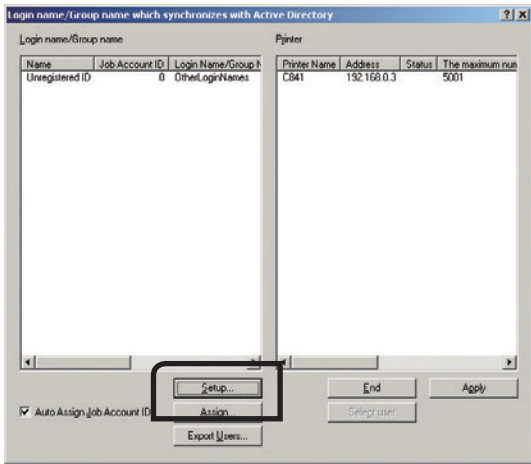 Login name/Group name which synchronizes with Active Directory
Login name/Group name
Printer
Name Job Account ID Login Name/Group N
Unregistered ID 0 OtherLoginNames
Printer Name Address Status The maximum num
C841 192.168.0.3 5001
Setup...
End
Apply
Auto Assign Job Account ID
Assign...
Select user
Export Users...